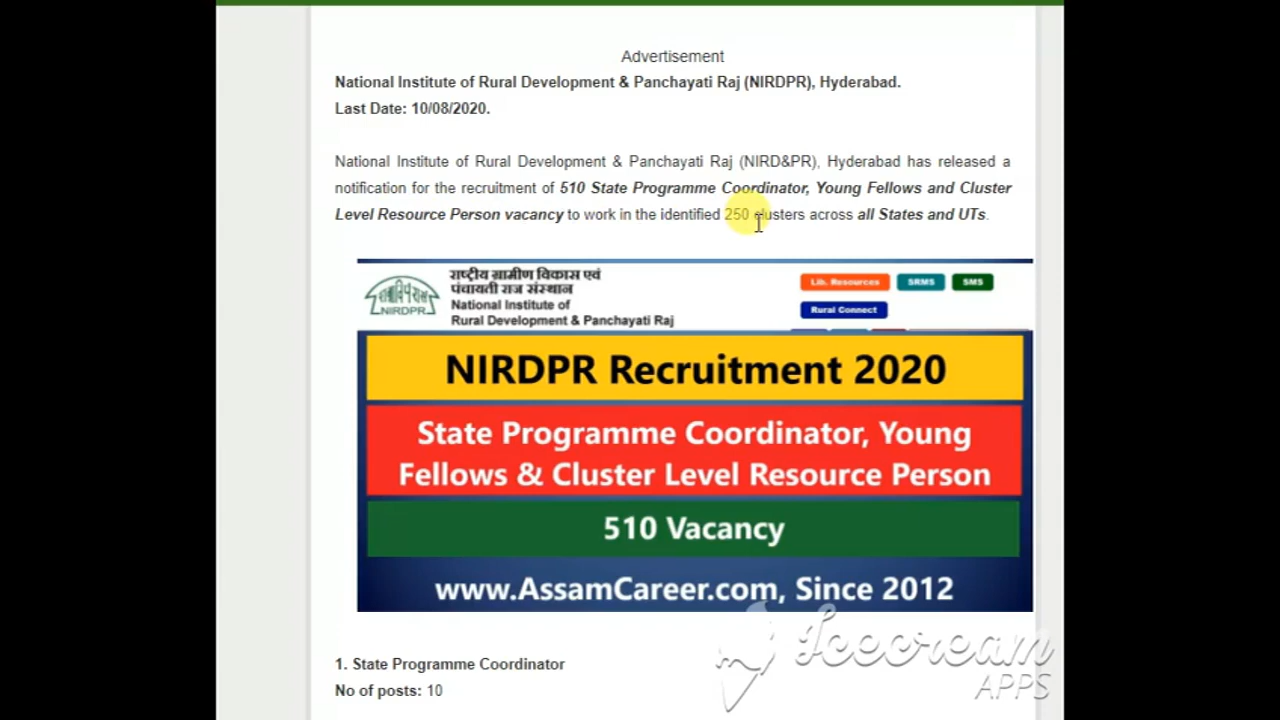 Advertisement
National Institute of Rural Development & Panchayati Raj (NIRDPR), Hyderabad.
Last Date: 10/08/2020.
National Institute of Rural Development & Panchayati Raj (NIRD&PR), Hyderabad has released a
notification for the recruitment of 510 State Programme Coordinator, Young Fellows and Cluster
Level Resource Person vacancy to work in the identified 250 clusters across all States and UTs.
राष्ट्रीय ग्रामीण विकास एवं
पंचायती राज संस्थान
National Institute of
Rural Development & Panchayati Raj
NIRDPR
Lib. Resources SRMS SMS
Rural Connect
NIRDPR Recruitment 2020
State Programme Coordinator, Young
Fellows & Cluster Level Resource Person
510 Vacancy
www.AssamCareer.com, Since 2012
1. State Programme Coordinator
No of posts: 10
Icecream
APPS